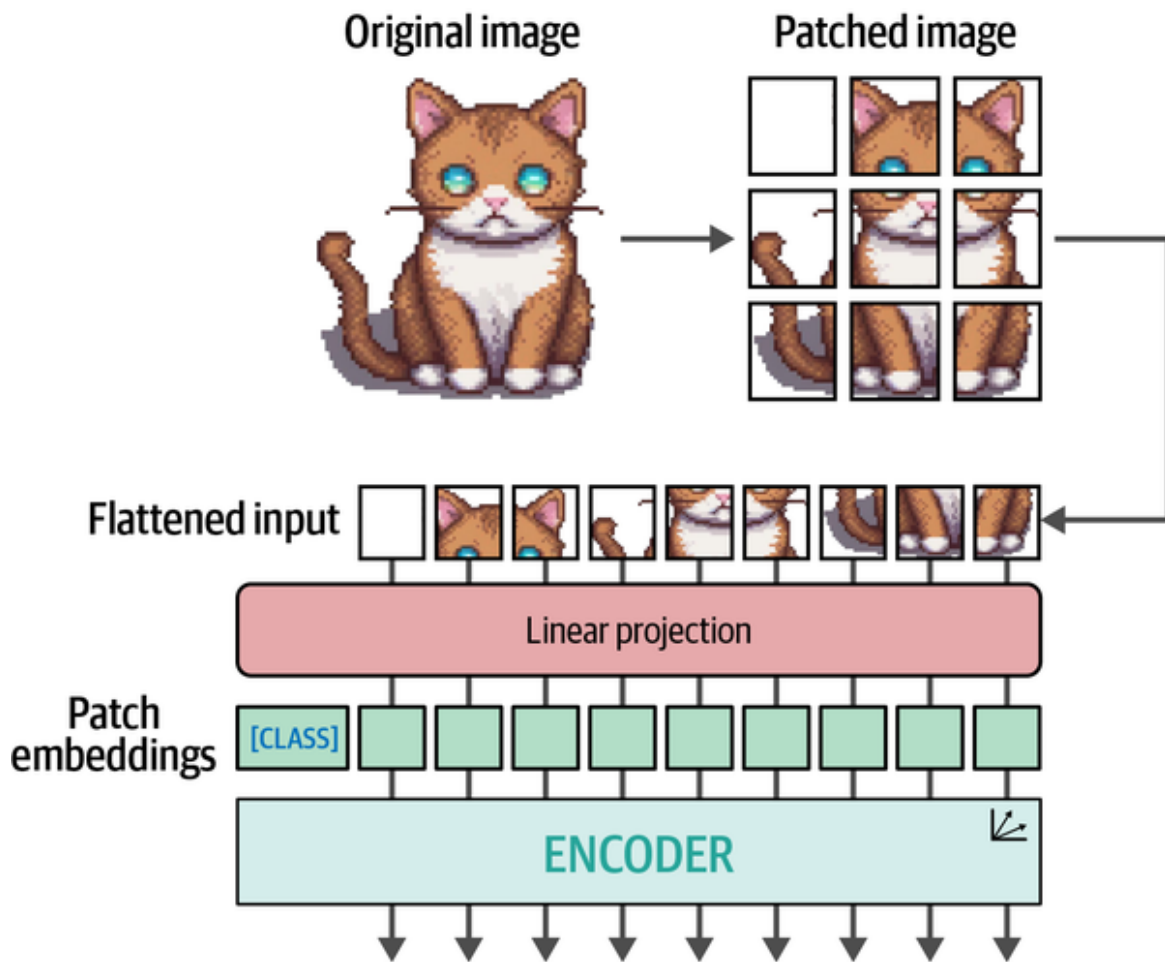 Original image
Patched image
Flattened input
Linear projection
Patch
embeddings
[CLASS]
ENCODER